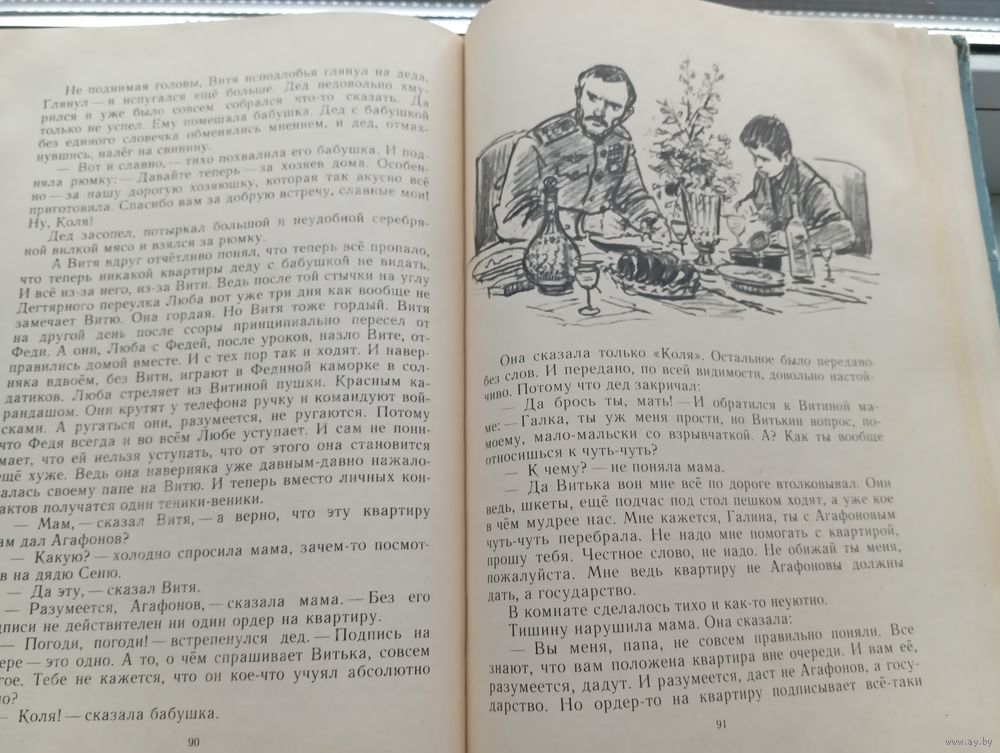 Не поднимая головы, Витя исподлобья глянул на деда.
Глянул — и испугался ещё больше. Дед недовольно хму-
рился и уже было совсем собрался что-то сказать. Да
только не успел. Ему помешала бабушка. Дед с бабушкой
без единого словечка обменялись мнением, и дед, отмах-
нувшись, налёг на свинину.
— Вот и славно, — тихо похвалила его бабушка. И под-
няла рюмку: — Давайте теперь — за хозяев дома. Особен-
но — за нашу дорогую хозяюшку, которая так вкусно всё
приготовила. Спасибо вам за добрую встречу, славные мои!
Ну, Коля!
Дед засопел, потыркал большой и неудобной серебря-
ной вилкой мясо и взялся за рюмку.
А Витя вдруг отчётливо понял, что теперь всё пропало,
что теперь никакой квартиры деду с бабушкой не видать.
И всё из-за него, из-за Вити. Ведь после той стычки на углу
Дегтярного переулка Люба вот уже три дня как вообще не
замечает Витю. Она гордая. Но Витя тоже гордый. Витя
на другой день после ссоры принципиально пересел от
Феди. А они, Люба с Федей, после уроков, назло Вите, от-
правились домой вместе. И с тех пор так и ходят. И навер-
няка вдвоём, без Вити, играют в Фединой каморке в сол-
датиков. Люба стреляет из Витиной пушки. Красным ка-
рандашом. Они крутят у телефона ручку и командуют вой-
сками. А ругаться они, разумеется, не ругаются. Потому
что Федя всегда и во всём Любе уступает. И сам не пони-
мает, что ей нельзя уступать, что от этого она становится
ещё хуже. Ведь она наверняка уже давным-давно нажало-
валась своему папе на Витю. И теперь вместо личных кон-
актов получатся одни теники-веники.
— Мам, — сказал Витя, — а верно, что эту квартиру
ам дал Агафонов?
— Какую? — холодно спросила мама, зачем-то посмот-
ев на дядю Сеню.
— Да эту, — сказал Витя.
— Разумеется, Агафонов, — сказала мама. — Без его
дписи не действителен ни один ордер на квартиру.
— Погоди, погоди! — встрепенулся дед. — Подпись на
ере — это одно. А то, о чём спрашивает Витька, совсем
гое. Тебе не кажется, что он кое-что учуял абсолютно
но?
— Коля! — сказала бабушка.
90
Она сказала только «Коля». Остальное было передано
без слов. И передано, по всей видимости, довольно настой-
чиво. Потому что дед закричал:
— Да брось ты, мать! — И обратился к Витиной ма-
ме: — Галка, ты уж меня прости, но Витькин вопрос, по-
моему, мало-мальски со взрывчаткой. А? Как ты вообще
относишься к чуть-чуть?
— К чему? — не поняла мама.
— Да Витька вон мне всё по дороге втолковывал. Они
ведь, шкеты, ещё подчас под стол пешком ходят, а уже кое
в чём мудрее нас. Мне кажется, Галина, ты с Агафоновым
чуть-чуть перебрала. Не надо мне помогать с квартирой,
прошу тебя. Честное слово, не надо. Не обижай ты меня,
пожалуйста. Мне ведь квартиру не Агафоновы должны
дать, а государство.
В комнате сделалось тихо и как-то неуютно.
Тишину нарушила мама. Она сказала:
— Вы меня, папа, не совсем правильно поняли. Все
знают, что вам положена квартира вне очереди. И вам её,
разумеется, дадут. И разумеется, даст не Агафонов, а госу-
дарство. Но ордер-то на квартиру подписывает всё-таки
91
www.ay.by